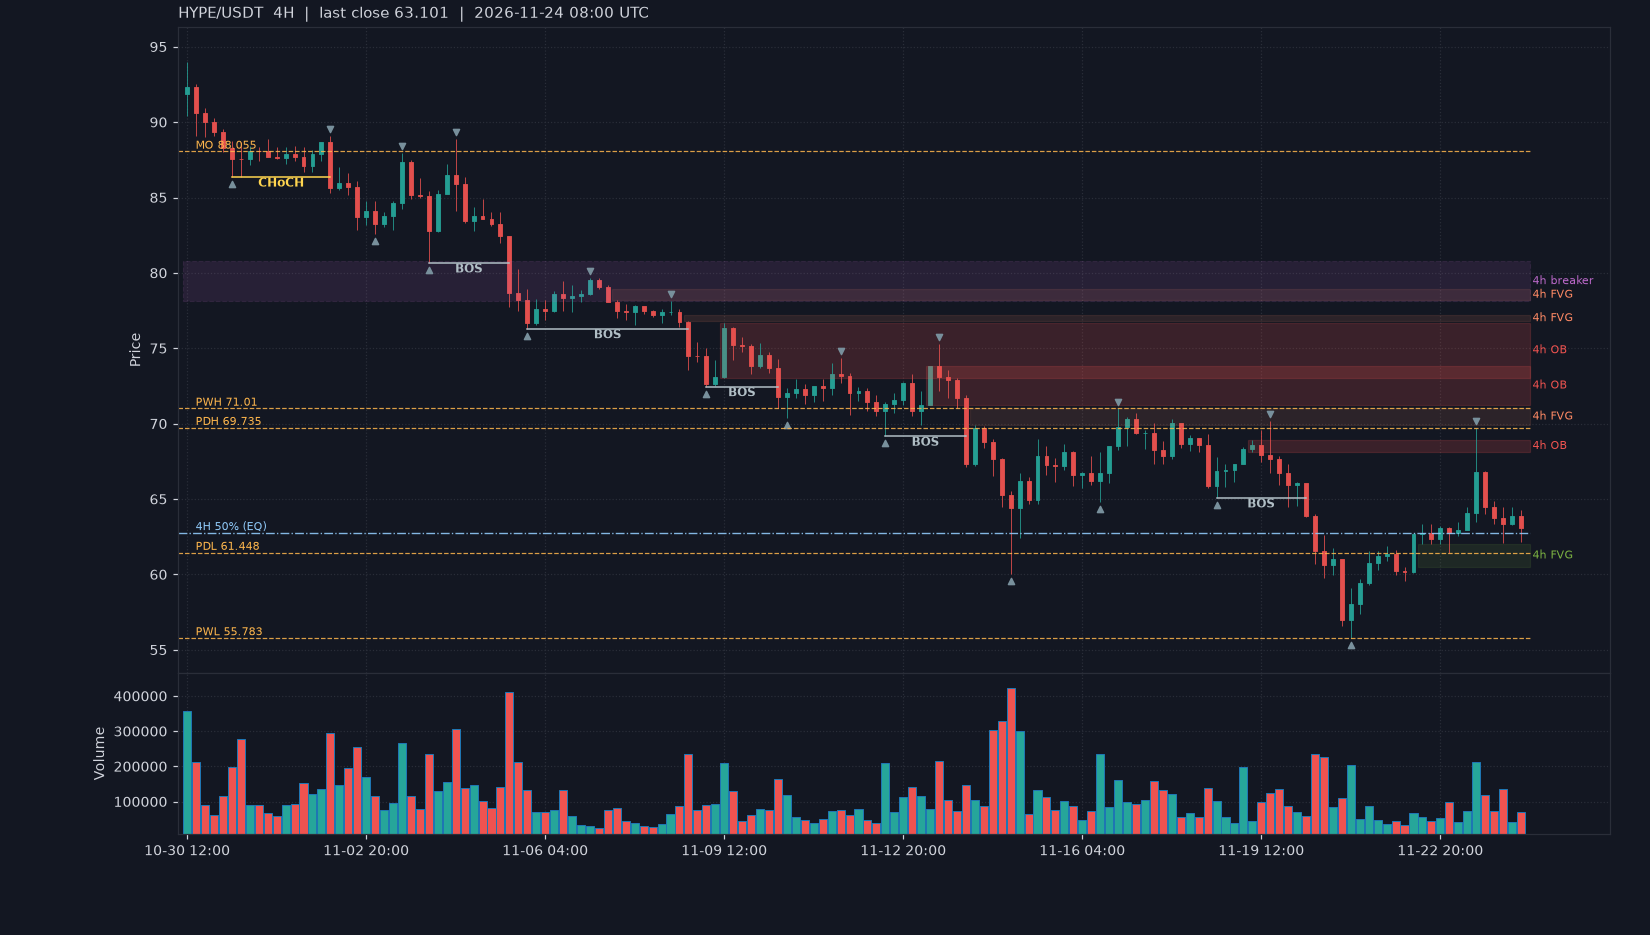 HYPE/USDT  4H  |  last close 63.101  |  2026-11-24 08:00 UTC
95
90
85
80
75
70
65
60
55
Price
MO 88.055
CHoCH
BOS
BOS
BOS
BOS
BOS
4h breaker
4h FVG
4h FVG
4h OB
4h OB
PWH 71.01
4h FVG
PDH 69.735
4h OB
4H 50% (EQ)
PDL 61.448
4h FVG
PWL 55.783
400000
300000
200000
100000
Volume
10-30 12:00
11-02 20:00
11-06 04:00
11-09 12:00
11-12 20:00
11-16 04:00
11-19 12:00
11-22 20:00